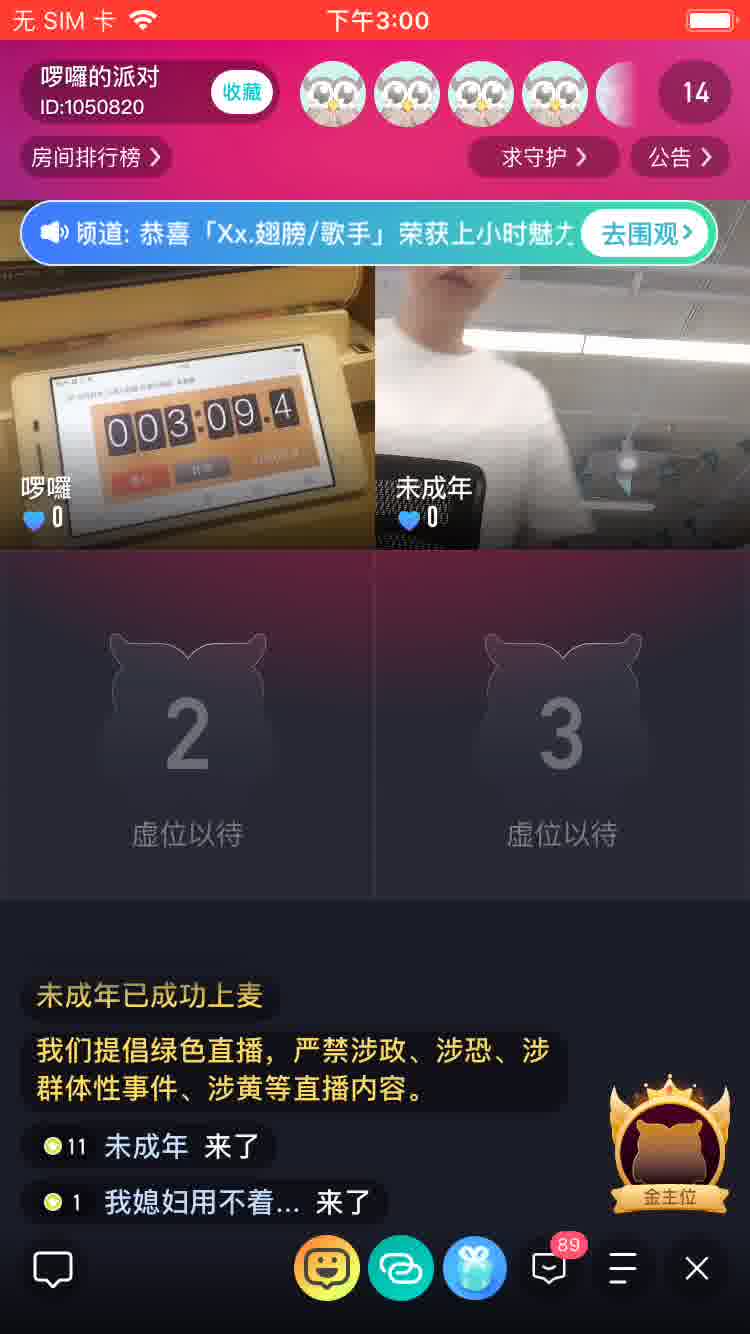 无 SIM 卡
下午3:00
啰囉的派对
ID:1050820
收藏
14
房间排行榜
求守护
公告
频道: 恭喜「Xx.翅膀/歌手」荣获上小时魅力
去围观
003:09.4
啰囉
0
未成年
0
2
虚位以待
3
虚位以待
未成年已成功上麦
我们提倡绿色直播，严禁涉政、涉恐、涉
群体性事件、涉黄等直播内容。
11 未成年 来了
1 我媳妇用不着... 来了
金主位
89